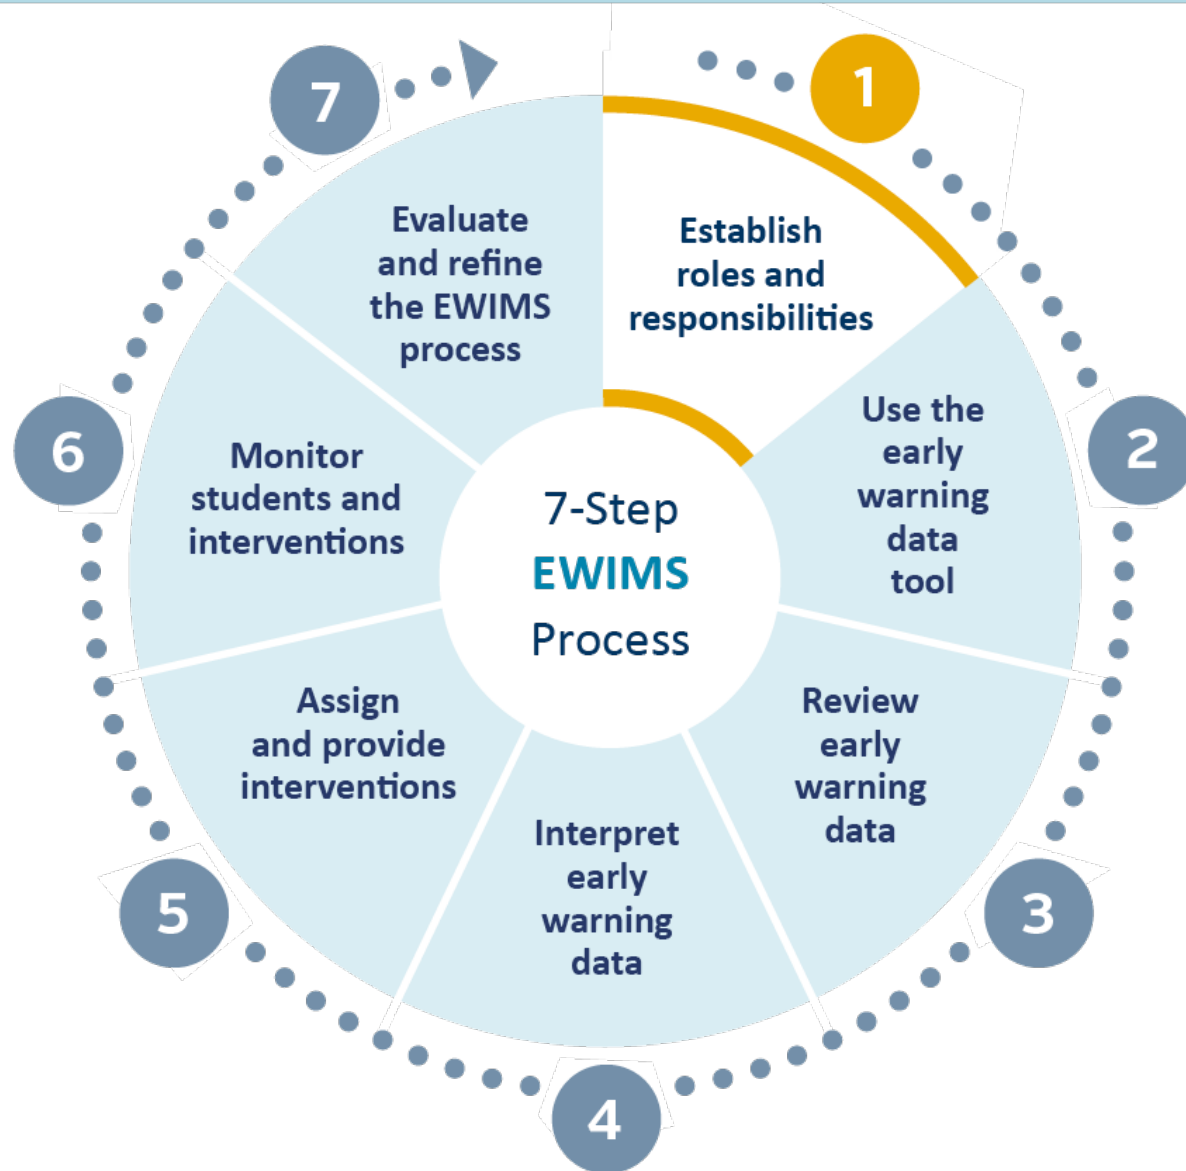 1
Establish
roles and
responsibilities
2
Use the
early
warning
data
tool
3
Review
early
warning
data
4
Interpret
early
warning
data
5
Assign
and provide
interventions
6
Monitor
students and
interventions
7
Evaluate
and refine
the EWIMS
process
7-Step
EWIMS
Process